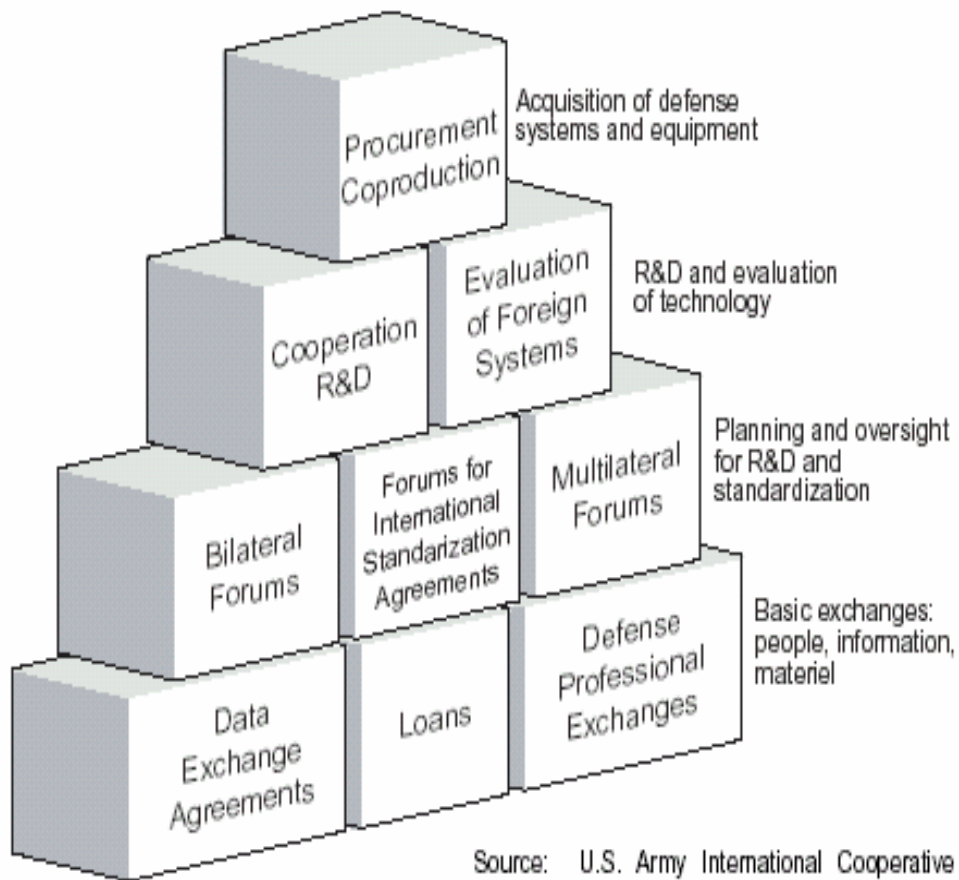 Procurement
Coproduction
Acquisition of defense
systems and equipment
Cooperation
R&D
Evaluation
of Foreign
Systems
R&D and evaluation
of technology
Bilateral
Forums
Forums for
International
Standarization
Agreements
Multilateral
Forums
Planning and oversight
for R&D and
standardization
Data
Exchange
Agreements
Loans
Defense
Professional
Exchanges
Basic exchanges:
people, information,
materiel
Source: U.S. Army International Cooperative